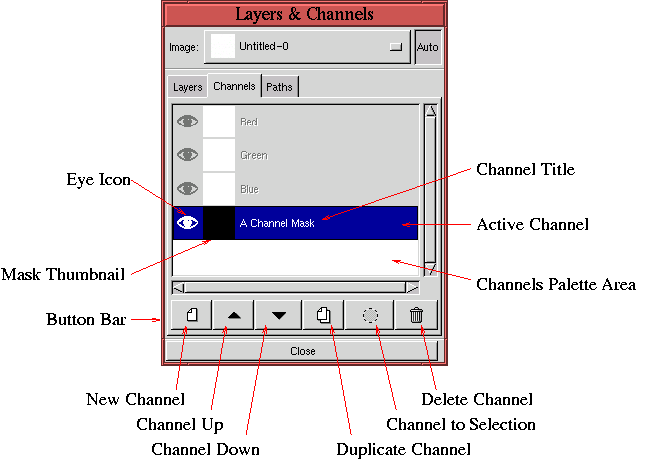 Layers & Channels
Image: Untitled-0 Auto
Layers Channels Paths
Red
Green
Blue
A Channel Mask
Eye Icon
Mask Thumbnail
Button Bar
Channel Title
Active Channel
Channels Palette Area
Close
New Channel
Channel Up
Channel Down
Delete Channel
Channel to Selection
Duplicate Channel